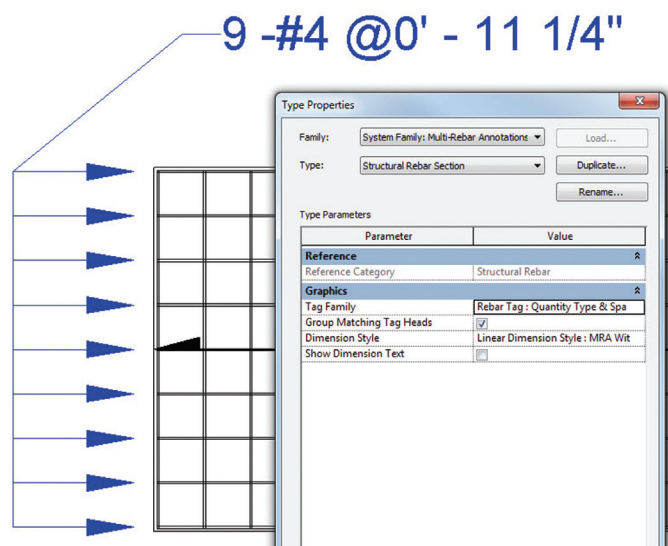 9 -#4 @0' - 11 1/4"
Type Properties
Family: System Family: Multi-Rebar Annotations Load...
Type: Structural Rebar Section Duplicate...
Rename...
Type Parameters
Parameter Value
Reference
Reference Category Structural Rebar
Graphics
Tag Family Rebar Tag : Quantity Type & Spa
Group Matching Tag Heads
Dimension Style Linear Dimension Style : MRA Wit
Show Dimension Text